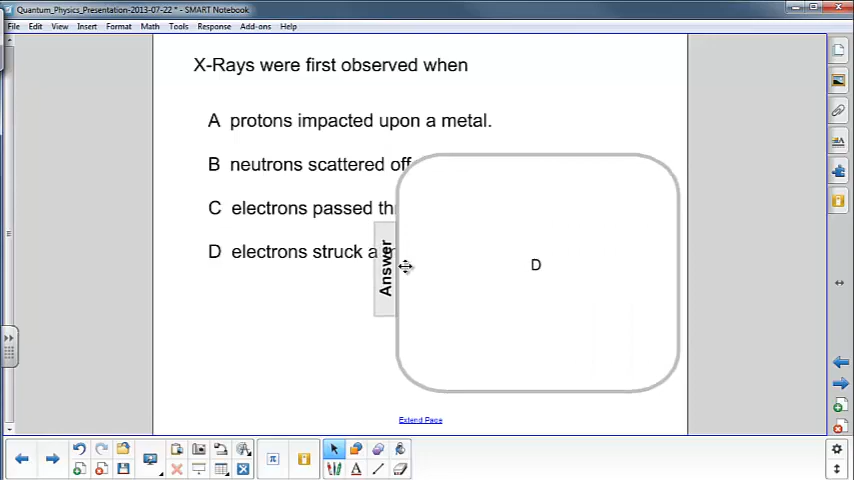 Quantum_Physics_Presentation-2013-07-22 * - SMART Notebook
File Edit View Insert Format Math Tools Response Add-ons Help
X-Rays were first observed when
A protons impacted upon a metal.
B neutrons scattered off
C electrons passed
D electrons struck a
Answer
D
Extend Page